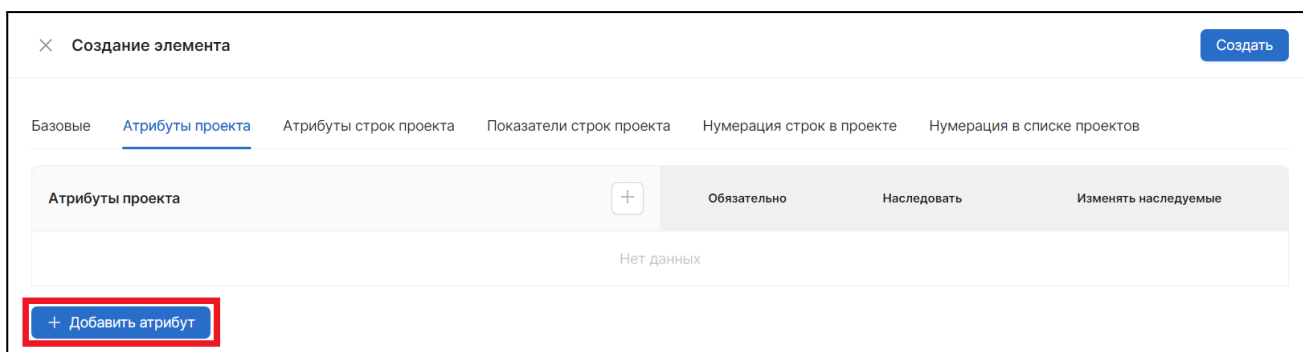 Создание элемента
Создать
Базовые Атрибуты проекта Атрибуты строк проекта Показатели строк проекта Нумерация строк в проекте Нумерация в списке проектов
Атрибуты проекта Обязательно Наследовать Изменять наследуемые
Нет данных
+ Добавить атрибут